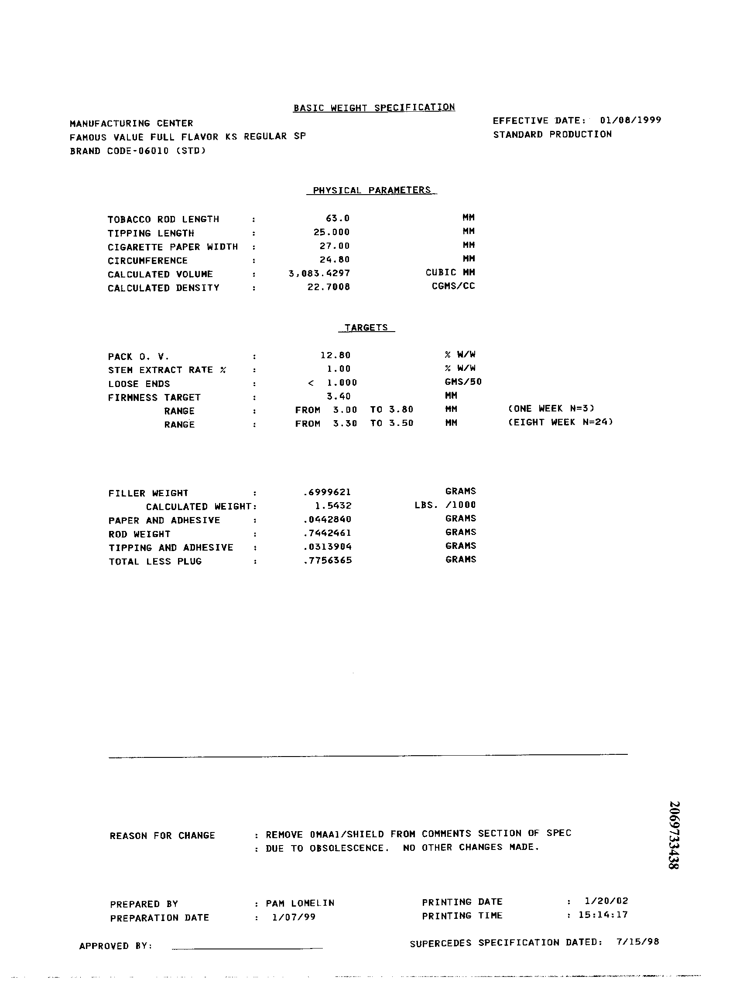 BASIC WEIGHT SPECIFICATION
MANUFACTURING CENTER EFFECTIVE DATE: 01/08/1999
FAMOUS VALUE FULL FLAVOR KS REGULAR SP STANDARD PRODUCTION
BRAND CODE-06010 (STD)
PHYSICAL PARAMETERS
TOBACCO ROD LENGTH : 63.0 MM
TIPPING LENGTH : 25.000 MM
CIGARETTE PAPER WIDTH : 27.00 MM
CIRCUMFERENCE : 24.80 MM
CALCULATED VOLUME : 3,083.4297 CUBIC MM
CALCULATED DENSITY : 22.7008 CGMS/CC
TARGETS
PACK O. V. : 12.80 % W/W
STEM EXTRACT RATE % : 1.00 % W/W
LOOSE ENDS : < 1.000 GMS/50
FIRMNESS TARGET : 3.40 MM
RANGE : FROM 3.00 TO 3.80 MM (ONE WEEK N=3)
RANGE : FROM 3.30 TO 3.50 MM (EIGHT WEEK N=24)
FILLER WEIGHT : .6999621 GRAMS
CALCULATED WEIGHT: 1.5432 LBS. /1000
PAPER AND ADHESIVE : .0442840 GRAMS
ROD WEIGHT : .7442461 GRAMS
TIPPING AND ADHESIVE : .0313904 GRAMS
TOTAL LESS PLUG : .7756365 GRAMS
REASON FOR CHANGE : REMOVE DMAA1/SHIELD FROM COMMENTS SECTION OF SPEC
: DUE TO OBSOLESCENCE. NO OTHER CHANGES MADE.
2069733438
PREPARED BY : PAM LOMELIN PRINTING DATE : 1/20/02
PREPARATION DATE : 1/07/99 PRINTING TIME : 15:14:17
APPROVED BY: SUPERCEDES SPECIFICATION DATED: 7/15/98